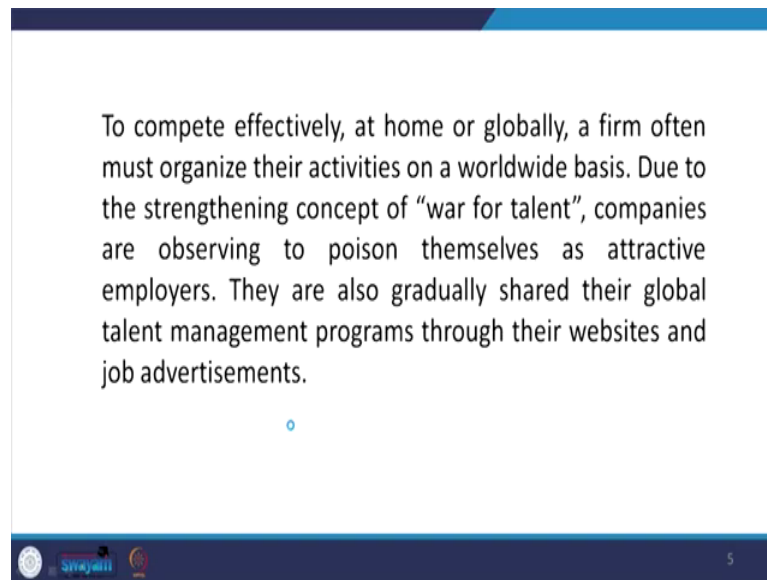 To compete effectively, at home or globally, a firm often
must organize their activities on a worldwide basis. Due to
the strengthening concept of “war for talent”, companies
are observing to poison themselves as attractive
employers. They are also gradually shared their global
talent management programs through their websites and
job advertisements.
swayam
5